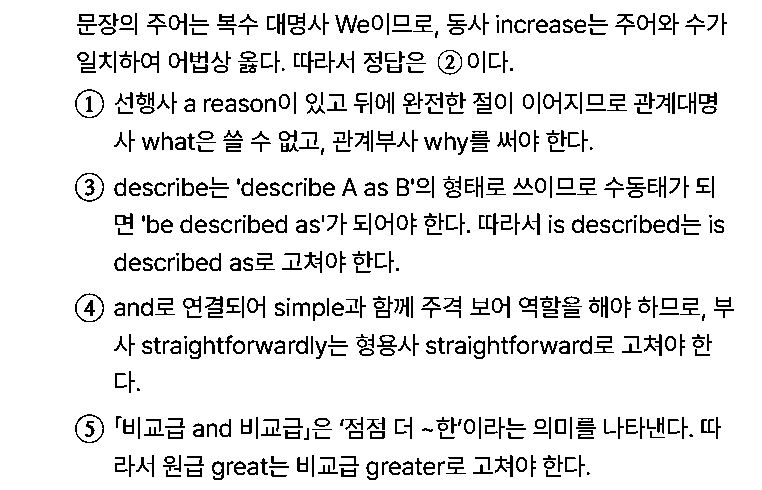 문장의 주어는 복수 대명사 We이므로, 동사 increase는 주어와 수가
일치하여 어법상 옳다. 따라서 정답은 ②이다.
① 선행사 a reason이 있고 뒤에 완전한 절이 이어지므로 관계대명
사 what은 쓸 수 없고, 관계부사 why를 써야 한다.
③ describe는 'describe A as B'의 형태로 쓰이므로 수동태가 되
면 'be described as'가 되어야 한다. 따라서 is described는 is
described as로 고쳐야 한다.
④ and로 연결되어 simple과 함께 주격 보어 역할을 해야 하므로, 부
사 straightforwardly는 형용사 straightforward로 고쳐야 한
다.
⑤ 「비교급 and 비교급」은 ‘점점 더 ~한’이라는 의미를 나타낸다. 따
라서 원급 great는 비교급 greater로 고쳐야 한다.